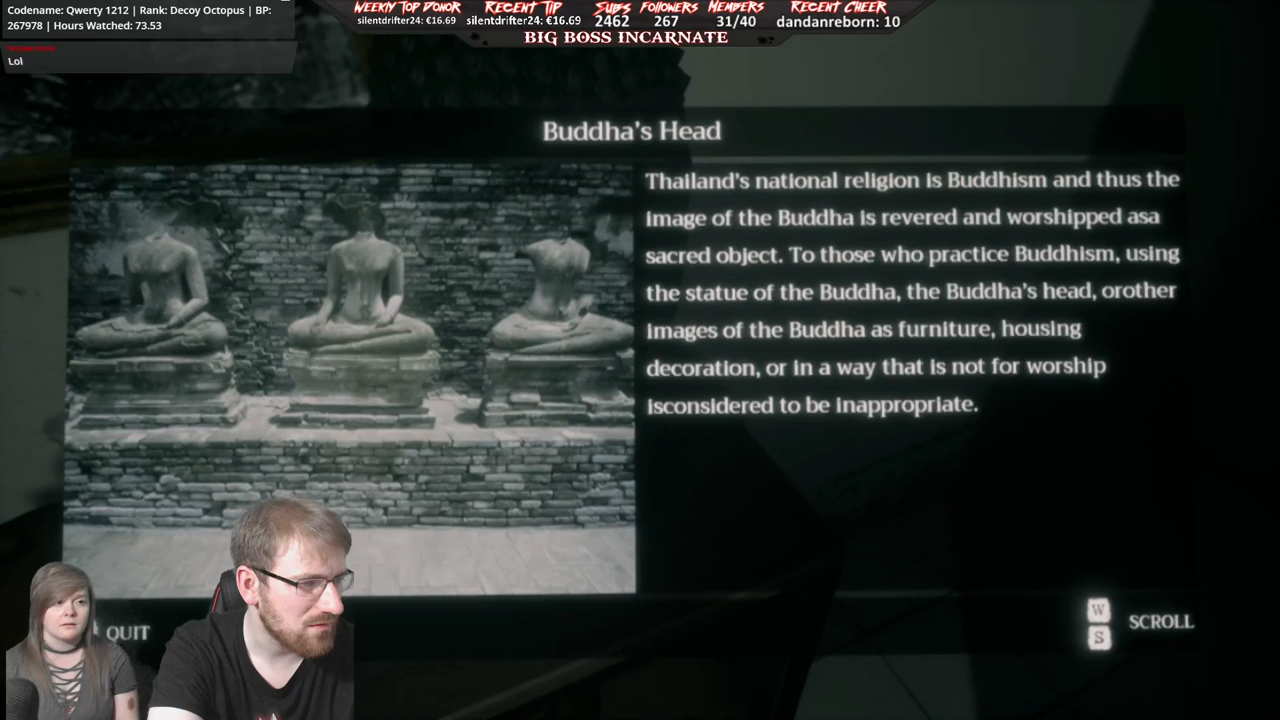 Codename: Qwerty 1212 | Rank: Decoy Octopus | BP:
267978 | Hours Watched: 73.53
Lol
Weekly Top Donor
silentdrifter24: €16.69
Recent Tip
silentdrifter24: €16.69
Subs
2462
Followers
267
Members
31/40
Recent Cheer
dandanreborn: 10
BIG BOSS INCARNATE
Buddha's Head
Thailand's national religion is Buddhism and thus the
image of the Buddha is revered and worshipped asa
sacred object. To those who practice Buddhism, using
the statue of the Buddha, the Buddha's head, orother
images of the Buddha as furniture, housing
decoration, or in a way that is not for worship
isconsidered to be inappropriate.
QUIT
W
S
SCROLL